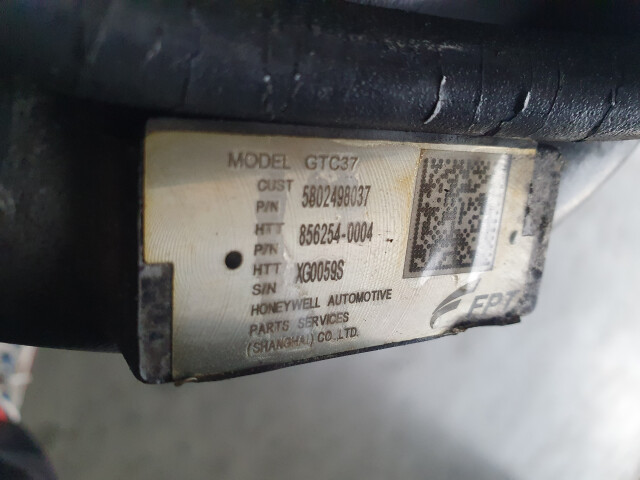 MODEL GTC37
CUST P/N 5802498037
HTT P/N 856254-0004
HTT S/N XG0059S
HONEYWELL AUTOMOTIVE
PARTS SERVICES
(SHANGHAI) CO.,LTD.
FPT